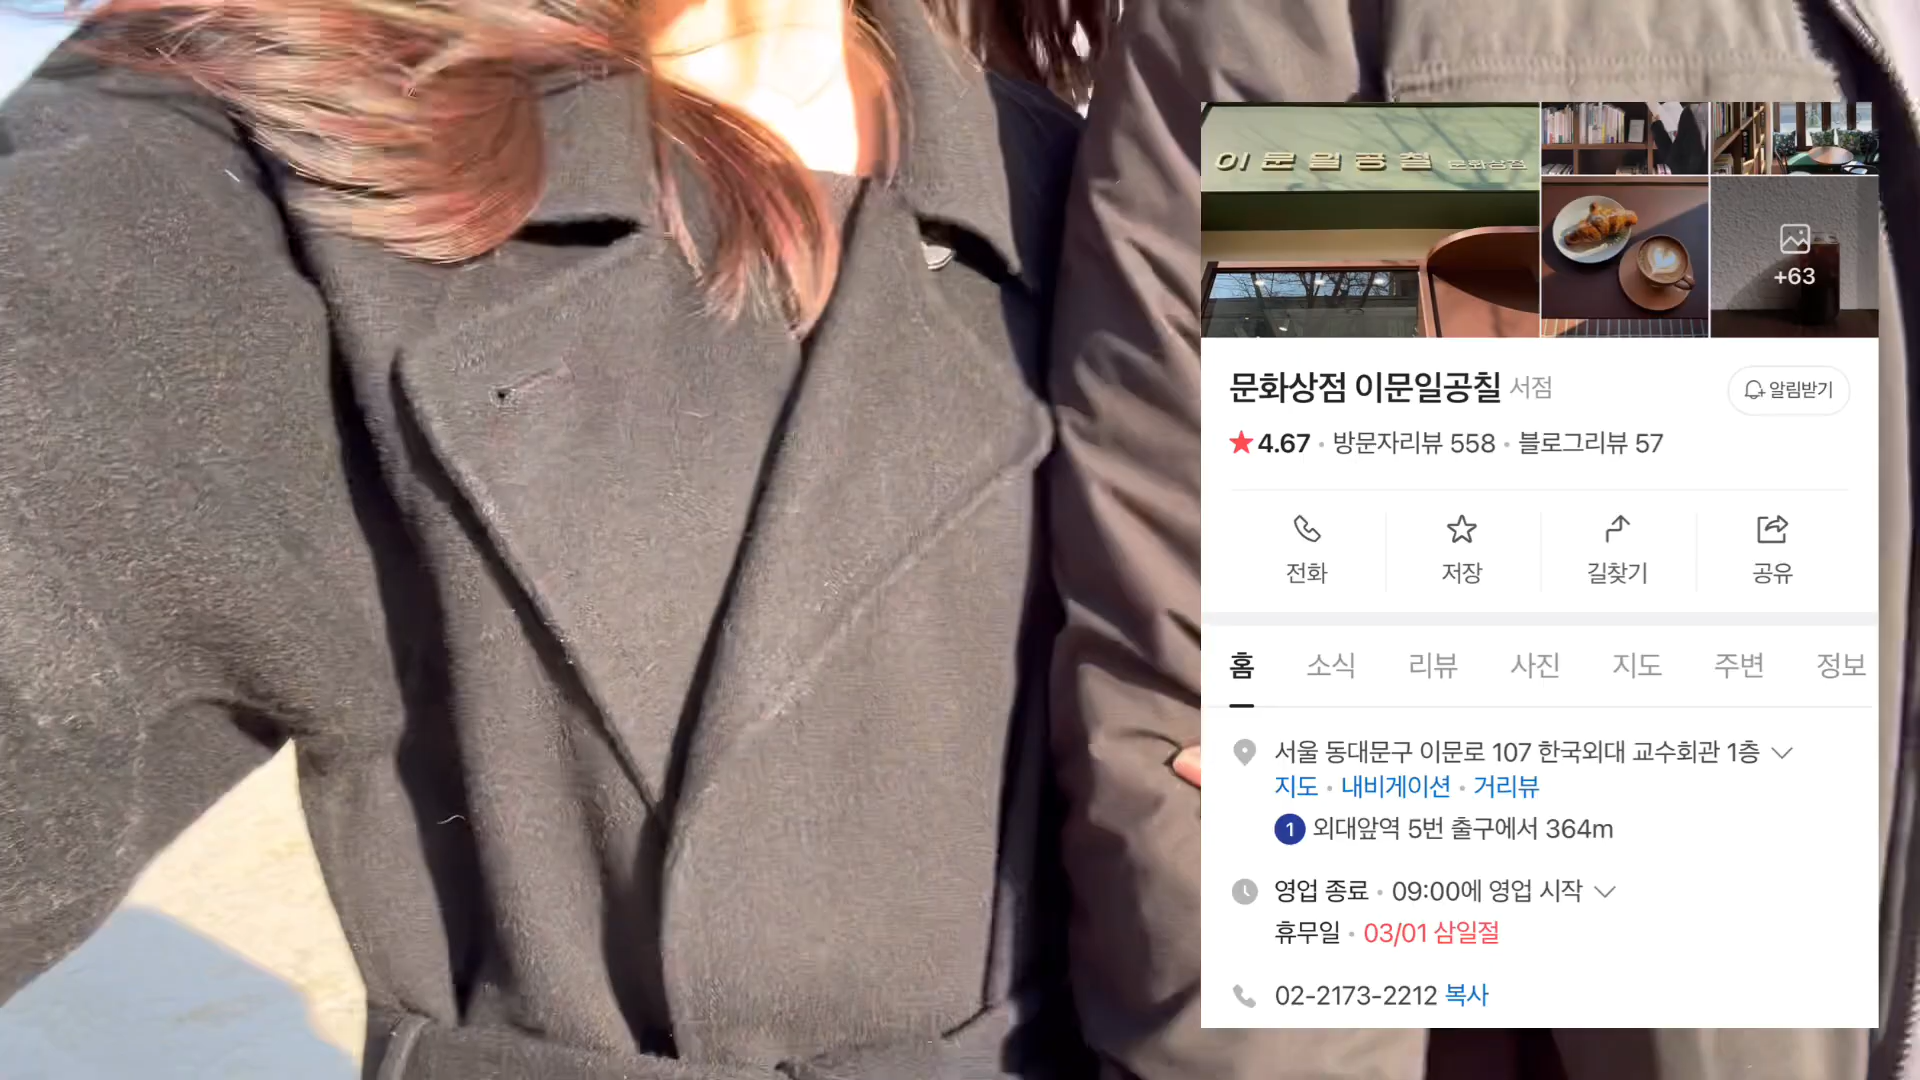 이문일공칠 문화상점
+63
문화상점 이문일공칠 서점
알림받기
4.67 · 방문자리뷰 558 · 블로그리뷰 57
전화 저장 길찾기 공유
홈 소식 리뷰 사진 지도 주변 정보
서울 동대문구 이문로 107 한국외대 교수회관 1층
지도 · 내비게이션 · 거리뷰
1 외대앞역 5번 출구에서 364m
영업 종료 · 09:00에 영업 시작
휴무일 · 03/01 삼일절
02-2173-2212 복사